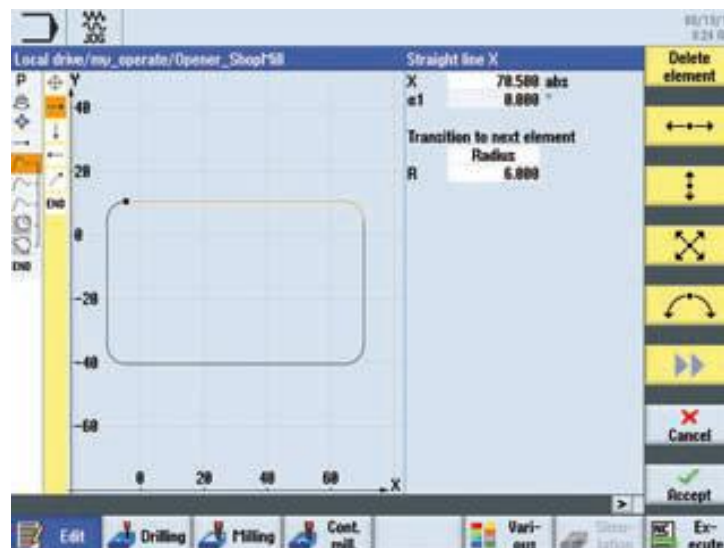 JOG
Local drive/my_operate/Opener_ShopMill
Straight line X
Delete
element
P
Y
X 70.500 abs
α1 0.000 °
Transition to next element
Radius
R 6.000
40
20
0
-20
-40
-60
END
END
0 20 40 60 X
Cancel
Accept
>
Edit
Drilling
Milling
Cont.
mill.
Vari-
ous
NC
Ex-
ecute